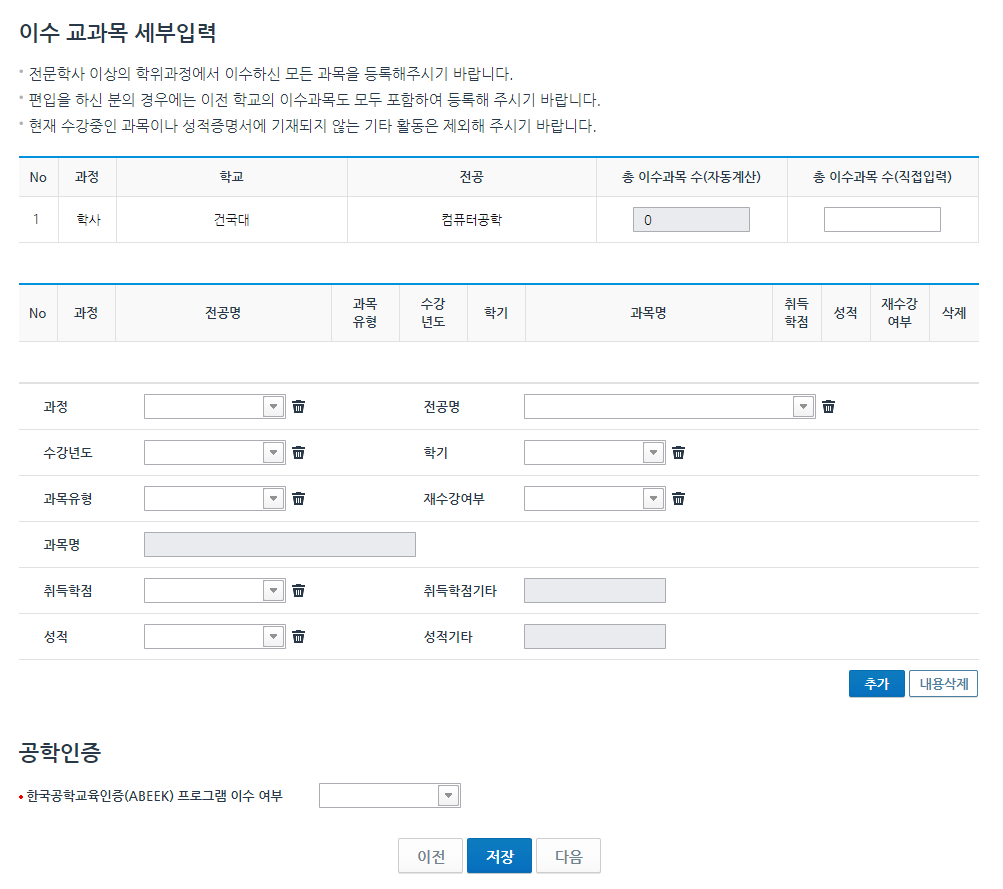 이수 교과목 세부입력
* 전문학사 이상의 학위과정에서 이수하신 모든 과목을 등록해주시기 바랍니다.
* 편입을 하신 분의 경우에는 이전 학교의 이수과목도 모두 포함하여 등록해 주시기 바랍니다.
* 현재 수강중인 과목이나 성적증명서에 기재되지 않는 기타 활동은 제외해 주시기 바랍니다.
No 과정 학교 전공 총 이수과목 수(자동계산) 총 이수과목 수(직접입력)
1 학사 건국대 컴퓨터공학 0
No 과정 전공명 과목 유형 수강 년도 학기 과목명 취득 학점 성적 재수강 여부 삭제
과정 전공명
수강년도 학기
과목유형 재수강여부
과목명
취득학점 취득학점기타
성적 성적기타
추가 내용삭제
공학인증
• 한국공학교육인증(ABEEK) 프로그램 이수 여부
이전 저장 다음